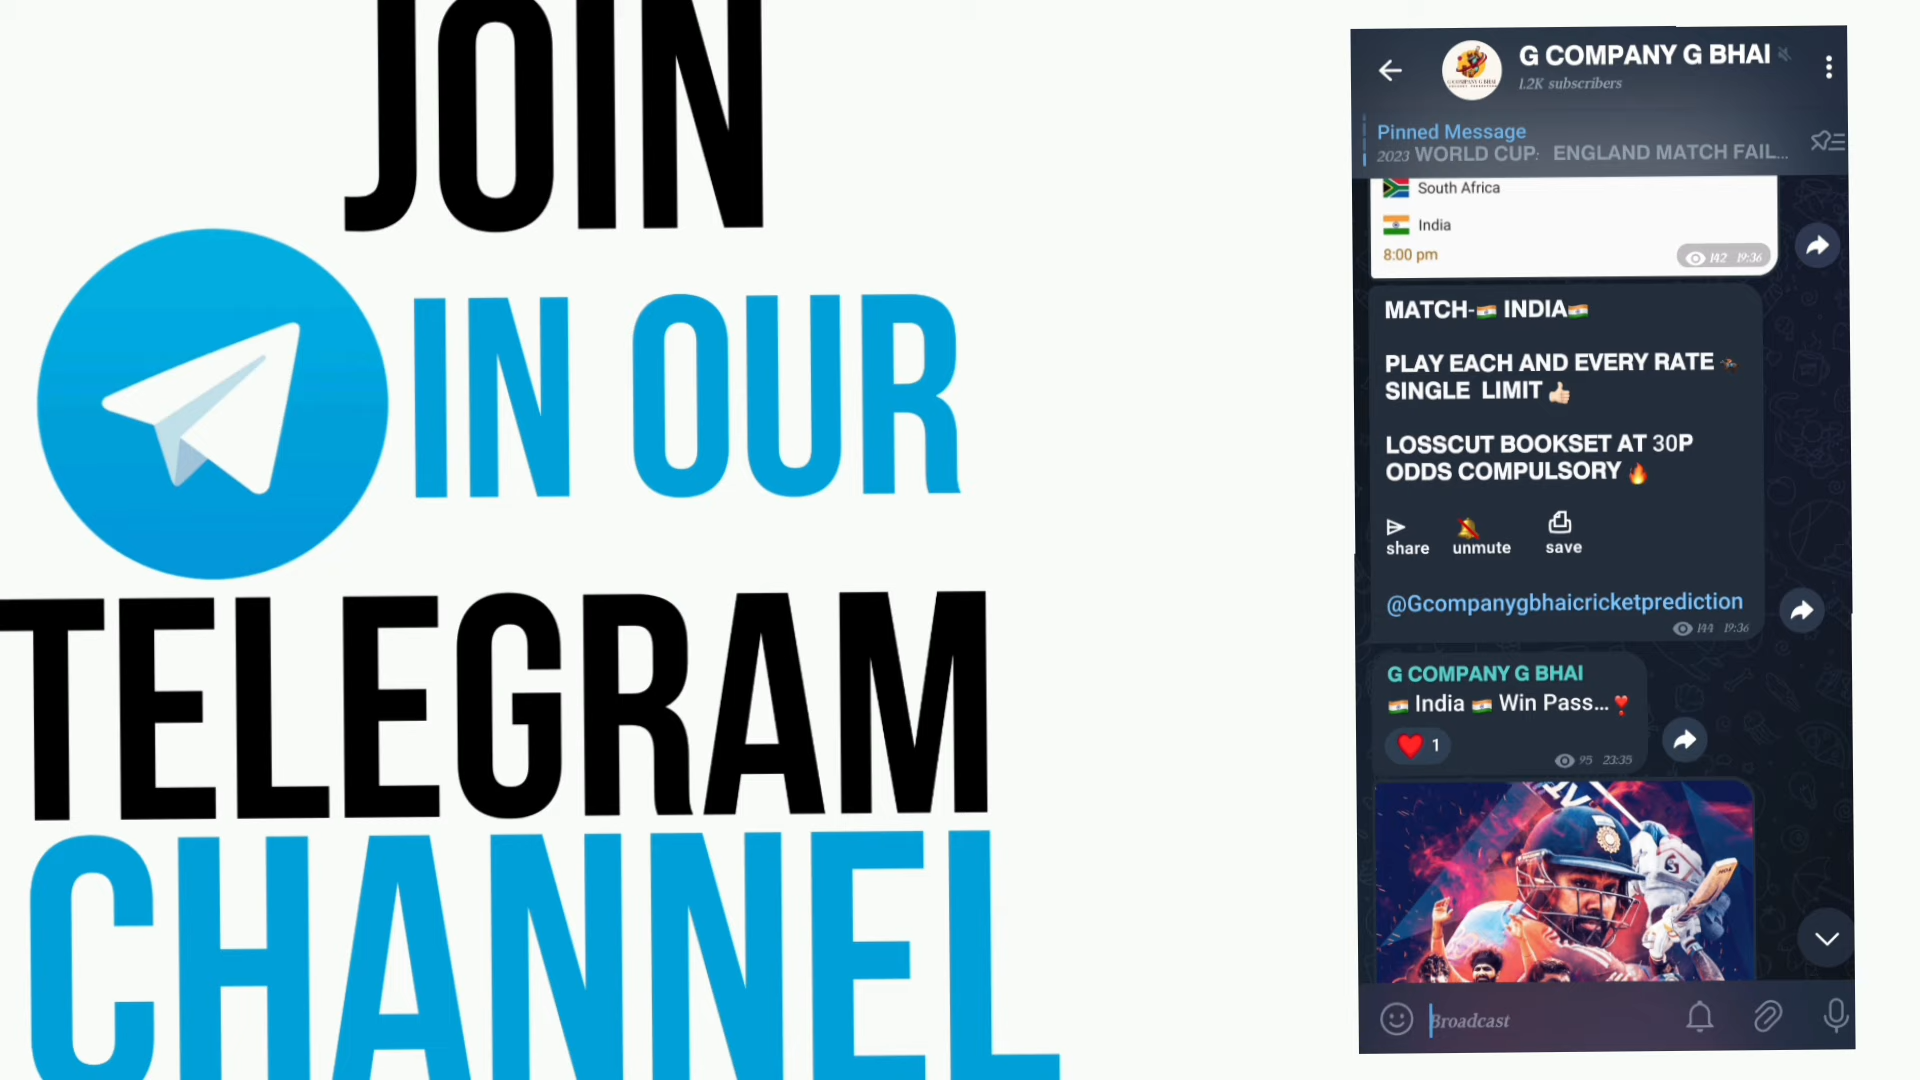 JOIN
IN OUR
TELEGRAM
CHANNEL
G COMPANY G BHAI
1.2K subscribers
Pinned Message
2023 WORLD CUP: ENGLAND MATCH FAIL...
South Africa
India
8:00 pm
142 19:36
MATCH-🇮🇳 INDIA🇮🇳
PLAY EACH AND EVERY RATE
SINGLE LIMIT 👍🏻
LOSSCUT BOOKSET AT 30P
ODDS COMPULSORY 🔥
share unmute save
@Gcompanygbhaicricketprediction
144 19:36
G COMPANY G BHAI
🇮🇳 India 🇮🇳 Win Pass...❣️
❤️ 1
95 23:35
Broadcast